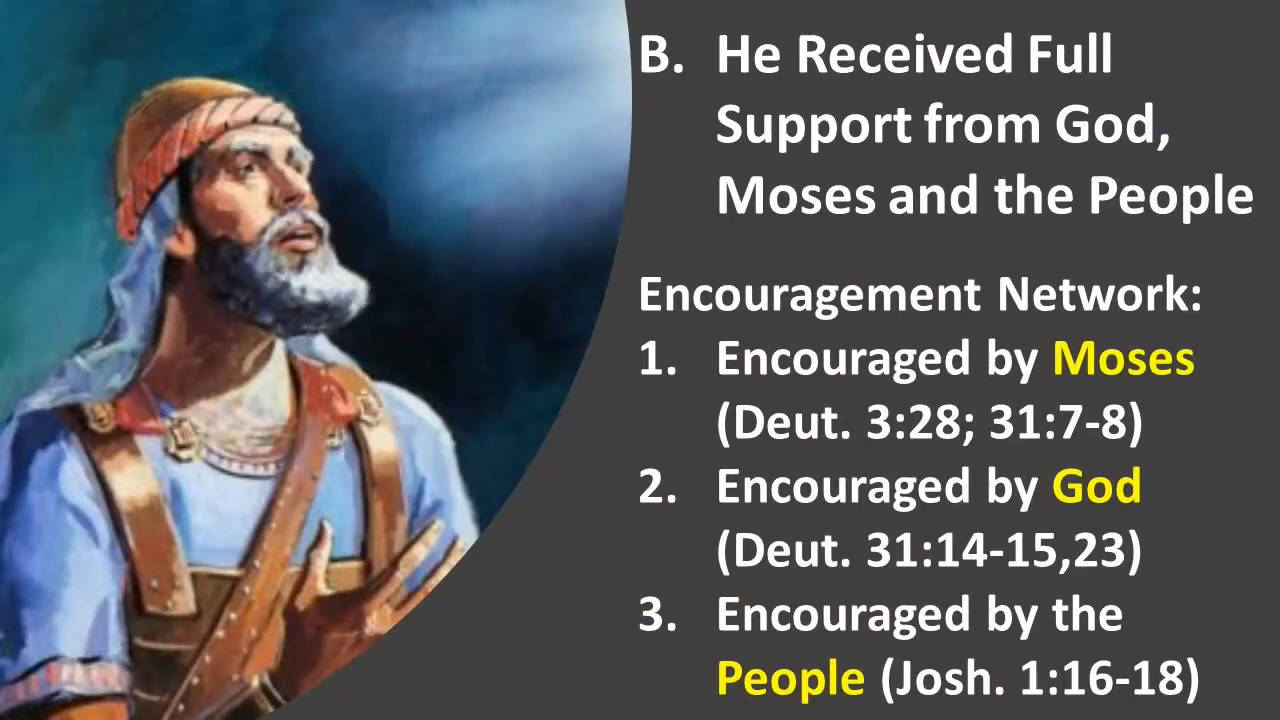 B. He Received Full
Support from God,
Moses and the People
Encouragement Network:
1. Encouraged by Moses
(Deut. 3:28; 31:7-8)
2. Encouraged by God
(Deut. 31:14-15,23)
3. Encouraged by the
People (Josh. 1:16-18)